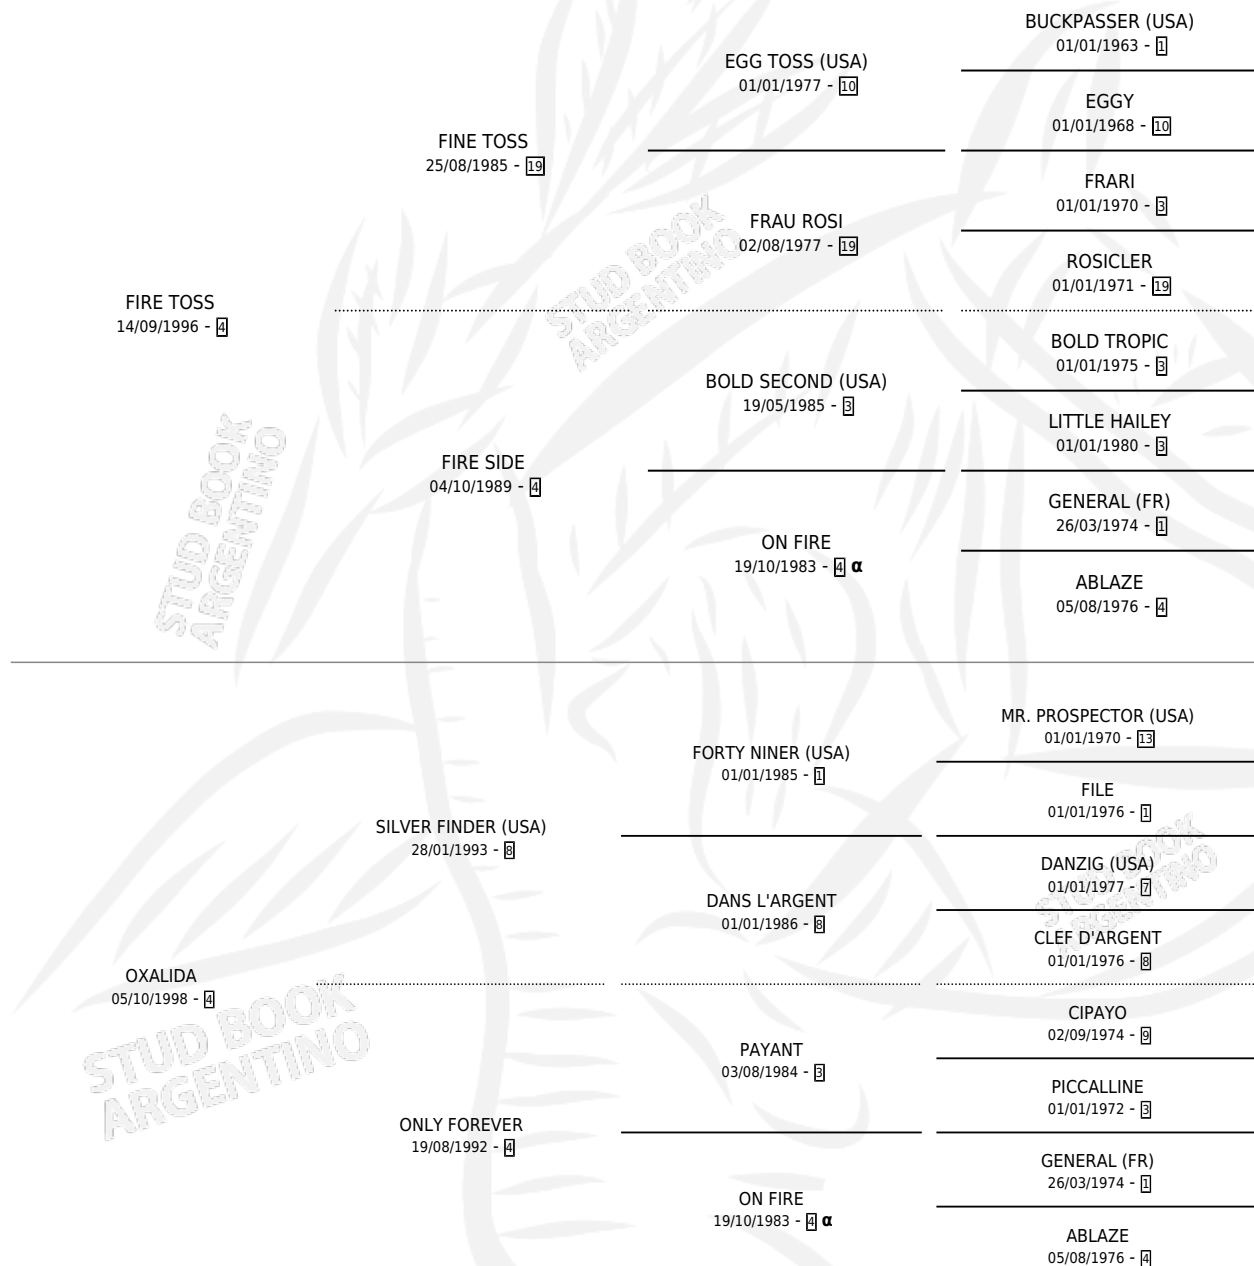 BUCKPASSER (USA)
01/01/1963 - 1
EGG TOSS (USA)
01/01/1977 - 10
EGGY
01/01/1968 - 10
FINE TOSS
25/08/1985 - 19
FRARI
01/01/1970 - 3
FRAU ROSI
02/08/1977 - 19
ROSICLER
01/01/1971 - 19
FIRE TOSS
14/09/1996 - 4
STUD BOOK
ARGENTINO
BOLD TROPIC
01/01/1975 - 3
BOLD SECOND (USA)
19/05/1985 - 3
LITTLE HAILEY
01/01/1980 - 3
FIRE SIDE
04/10/1989 - 4
GENERAL (FR)
26/03/1974 - 1
ON FIRE
19/10/1983 - 4 α
ABLAZE
05/08/1976 - 4
STUD BOOK
ARGENTINO
MR. PROSPECTOR (USA)
01/01/1970 - 13
FORTY NINER (USA)
01/01/1985 - 1
FILE
01/01/1976 - 1
SILVER FINDER (USA)
28/01/1993 - 8
DANZIG (USA)
01/01/1977 - 7
DANS L'ARGENT
01/01/1986 - 8
CLEF D'ARGENT
01/01/1976 - 8
STUD BOOK
ARGENTINO
OXALIDA
05/10/1998 - 4
CIPAYO
02/09/1974 - 9
PAYANT
03/08/1984 - 3
PICCALLINE
01/01/1972 - 3
STUD BOOK
ARGENTINO
ONLY FOREVER
19/08/1992 - 4
GENERAL (FR)
26/03/1974 - 1
ON FIRE
19/10/1983 - 4 α
ABLAZE
05/08/1976 - 4